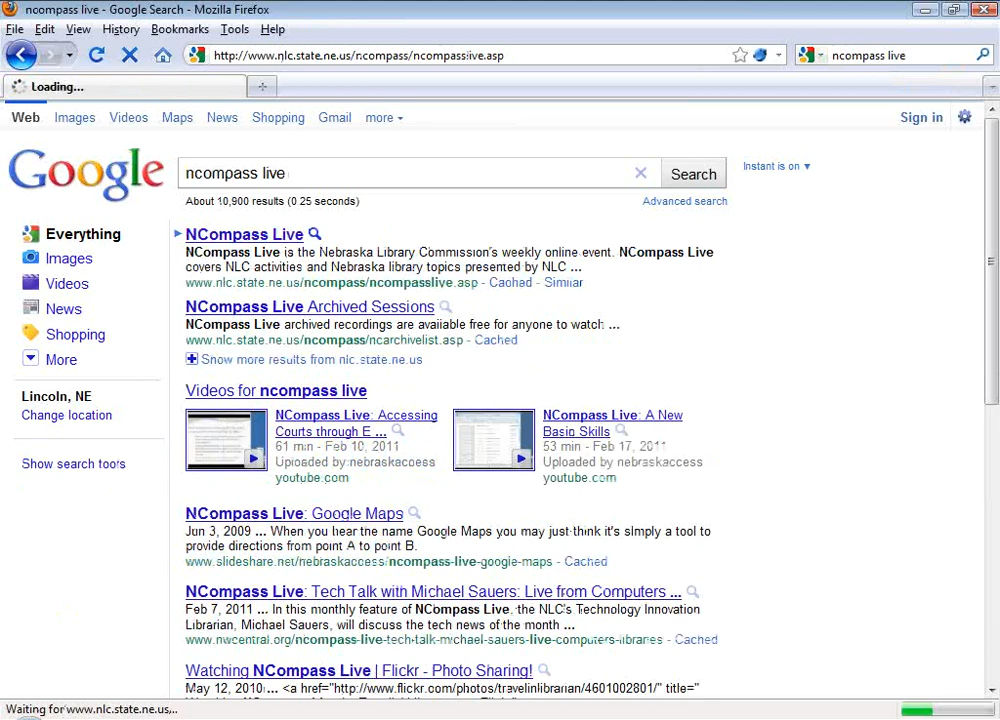 ncompass live - Google Search - Mozilla Firefox
File Edit View History Bookmarks Tools Help
http://www.nlc.state.ne.us/ncompass/ncompasslive.asp ncompass live
Loading...
Web Images Videos Maps News Shopping Gmail more Sign in
Google ncompass live Search Instant is on
About 10,900 results (0.25 seconds) Advanced search
Everything
Images
Videos
News
Shopping
More
Lincoln, NE
Change location
Show search tools
NCompass Live
NCompass Live is the Nebraska Library Commission's weekly online event. NCompass Live
covers NLC activities and Nebraska library topics presented by NLC ...
www.nlc.state.ne.us/ncompass/ncompasslive.asp - Cached - Similar
NCompass Live Archived Sessions
NCompass Live archived recordings are available free for anyone to watch: ...
www.nlc.state.ne.us/ncompass/ncarchivelist.asp - Cached
Show more results from nlc.state.ne.us
Videos for ncompass live
NCompass Live: Accessing
Courts through E ...
61 min - Feb 10, 2011
Uploaded by nebraskaccess
youtube.com
NCompass Live: A New
Basic Skills
53 min - Feb 17, 2011
Uploaded by nebraskaccess
youtube.com
NCompass Live: Google Maps
Jun 3, 2009 ... When you hear the name Google Maps you may just think it's simply a tool to
provide directions from point A to point B.
www.slideshare.net/nebraskaccess/ncompass-live-google-maps - Cached
NCompass Live: Tech Talk with Michael Sauers: Live from Computers ...
Feb 7, 2011 ... In this monthly feature of NCompass Live, the NLC's Technology Innovation
Librarian, Michael Sauers, will discuss the tech news of the month ...
www.nwcentral.org/ncompass-live-tech-talk-michael-sauers-live-computers-libraries - Cached
Watching NCompass Live | Flickr - Photo Sharing!
May 12, 2010 ... <a href="http://www.flickr.com/photos/travelinlibrarian/4601002801/" title="
Waiting for www.nlc.state.ne.us...